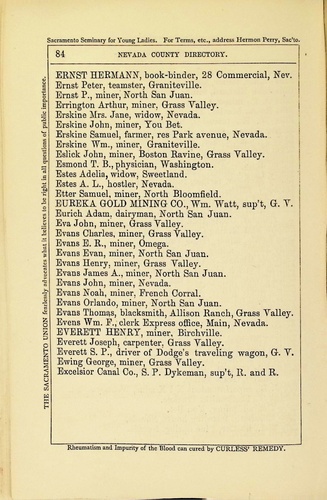 Sacramento Seminary for Young Ladies. For Terms, etc., address Hermon Perry, Sac'to.
84 NEVADA COUNTY DIRECTORY.
ERNST HERMANN, book-binder, 28 Commercial, Nev.
Ernst Peter, teamster, Graniteville.
Ernst P., miner, North San Juan.
Errington Arthur, miner, Grass Valley.
Erskine Mrs. Jane, widow, Nevada.
Erskine John, miner, You Bet.
Erskine Samuel, farmer, res Park avenue, Nevada.
Erskine Wm., miner, Graniteville.
Eslick John, miner, Boston Ravine, Grass Valley.
Esmond T. B., physician, Washington.
Estes Adelia, widow, Sweetland.
Estes A. L., hostler, Nevada.
Etter Samuel, miner, North Bloomfield.
EUREKA GOLD MINING CO., Wm. Watt, sup't, G. V.
Eurich Adam, dairyman, North San Juan.
Eva John, miner, Grass Valley.
Evans Charles, miner, Grass Valley.
Evans E. R., miner, Omega.
Evans Evan, miner, North San Juan.
Evans Henry, miner, Grass Valley.
Evans James A., miner, North San Juan.
Evans John, miner, Nevada.
Evans Noah, miner, French Corral.
Evans Orlando, miner, North San Juan.
Evans Thomas, blacksmith, Allison Ranch, Grass Valley.
Evens Wm. F., clerk Express office, Main, Nevada.
EVERETT HENRY, miner, Birchville.
Everett Joseph, carpenter, Grass Valley.
Everett S. P., driver of Dodge's traveling wagon, G. V.
Ewing George, miner, Grass Valley.
Excelsior Canal Co., S. P. Dykeman, sup't, R. and R.
THE SACRAMENTO UNION fearlessly advocates what it believes to be right in all questions of public importance.
Rheumatism and Impurity of the Blood can cured by CURLESS' REMEDY.